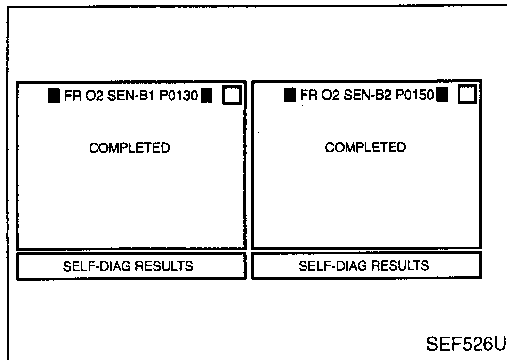 FR O2 SEN-B1 P0130
COMPLETED
SELF-DIAG RESULTS
FR O2 SEN-B2 P0150
COMPLETED
SELF-DIAG RESULTS
SEF526U